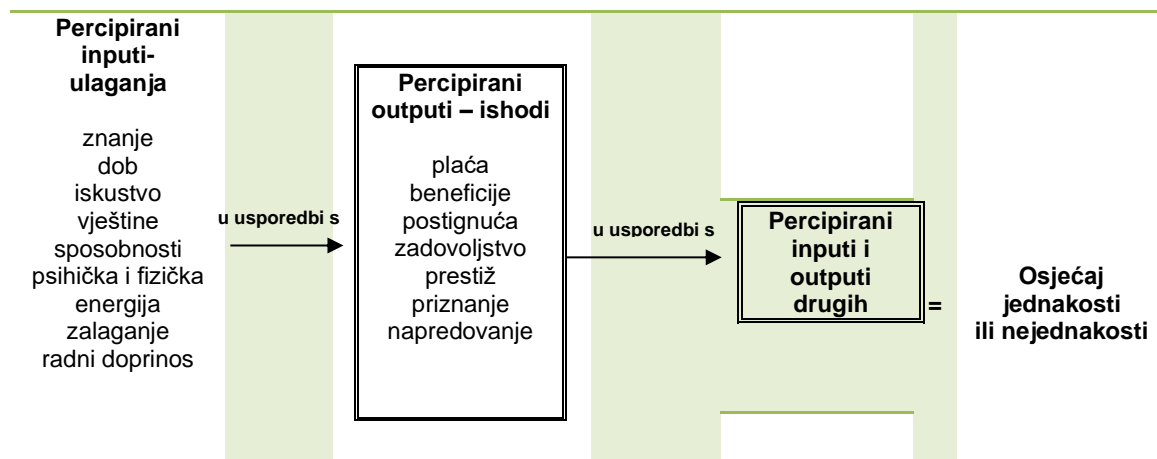 Percipirani
inputi-
ulaganja
znanje
dob
iskustvo
vještine
sposobnosti
psihička i fizička
energija
zalaganje
radni doprinos
u usporedbi s
Percipirani
outputi – ishodi
plaća
beneficije
postignuća
zadovoljstvo
prestiž
priznanje
napredovanje
u usporedbi s
Percipirani
inputi i
outputi
drugih
=
Osjećaj
jednakosti
ili nejednakosti